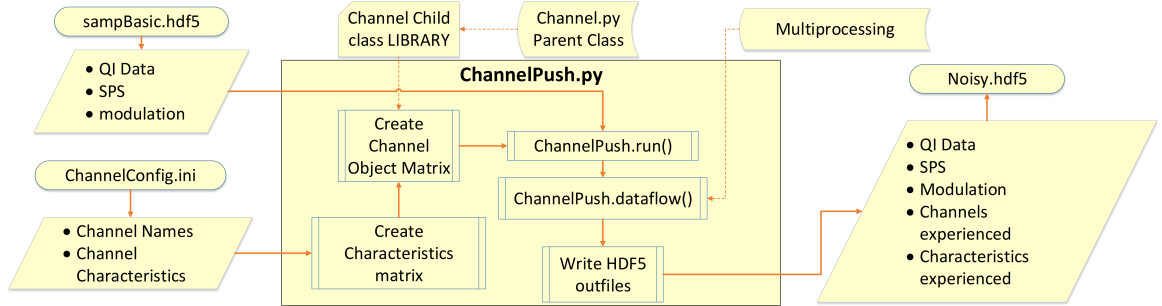 sampBasic.hdf5
● QI Data
● SPS
● modulation
ChannelConfig.ini
● Channel Names
● Channel
Characteristics
Channel Child
class LIBRARY
Channel.py
Parent Class
Multiprocessing
ChannelPush.py
Create
Channel
Object Matrix
Create
Characteristics
matrix
ChannelPush.run()
ChannelPush.dataflow()
Write HDF5
outfiles
Noisy.hdf5
● QI Data
● SPS
● Modulation
● Channels
experienced
● Characteristics
experienced